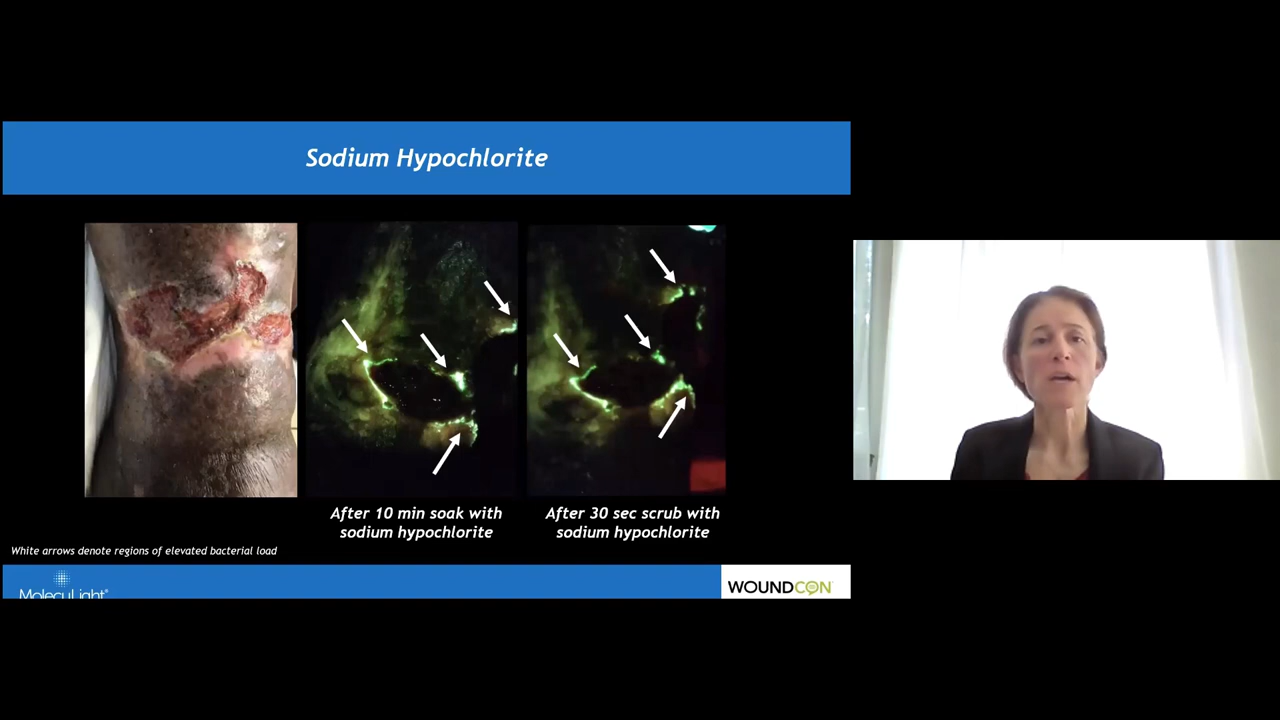 Sodium Hypochlorite
After 10 min soak with
sodium hypochlorite
After 30 sec scrub with
sodium hypochlorite
White arrows denote regions of elevated bacterial load
MolecuLight®
WOUNDCON